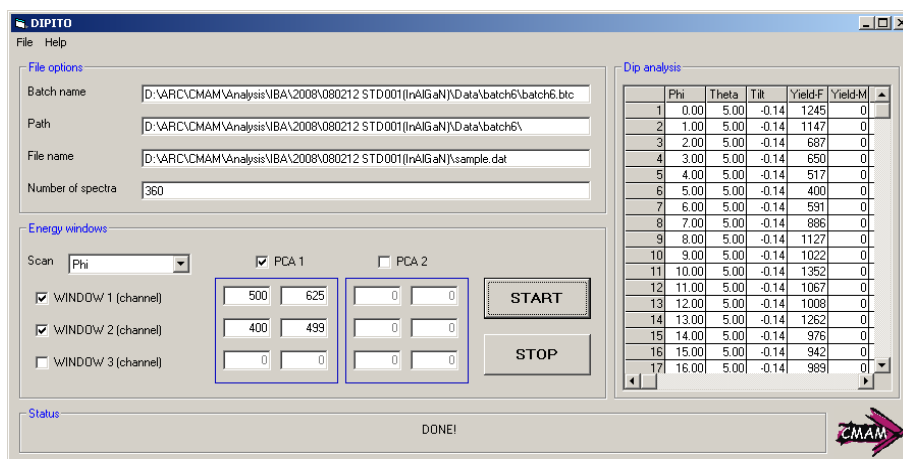 DIPITO
File Help
File options
Batch name D:\ARC\CMAM\Analysis\IBA\2008\080212 STD001(InAlGaN)\Data\batch6\batch6.btc
Path D:\ARC\CMAM\Analysis\IBA\2008\080212 STD001(InAlGaN)\Data\batch6\
File name D:\ARC\CMAM\Analysis\IBA\2008\080212 STD001(InAlGaN)\sample.dat
Number of spectra 360
Energy windows
Scan Phi PCA 1 PCA 2
WINDOW 1 (channel) 500 625 0 0
WINDOW 2 (channel) 400 499 0 0
WINDOW 3 (channel) 0 0 0 0
START
STOP
Dip analysis
Phi Theta Tilt Yield-F Yield-M
1 0.00 5.00 -0.14 1245 0
2 1.00 5.00 -0.14 1147 0
3 2.00 5.00 -0.14 687 0
4 3.00 5.00 -0.14 650 0
5 4.00 5.00 -0.14 517 0
6 5.00 5.00 -0.14 400 0
7 6.00 5.00 -0.14 591 0
8 7.00 5.00 -0.14 886 0
9 8.00 5.00 -0.14 1127 0
10 9.00 5.00 -0.14 1022 0
11 10.00 5.00 -0.14 1352 0
12 11.00 5.00 -0.14 1067 0
13 12.00 5.00 -0.14 1008 0
14 13.00 5.00 -0.14 1262 0
15 14.00 5.00 -0.14 976 0
16 15.00 5.00 -0.14 942 0
17 16.00 5.00 -0.14 989 0
Status
DONE!
CMAM